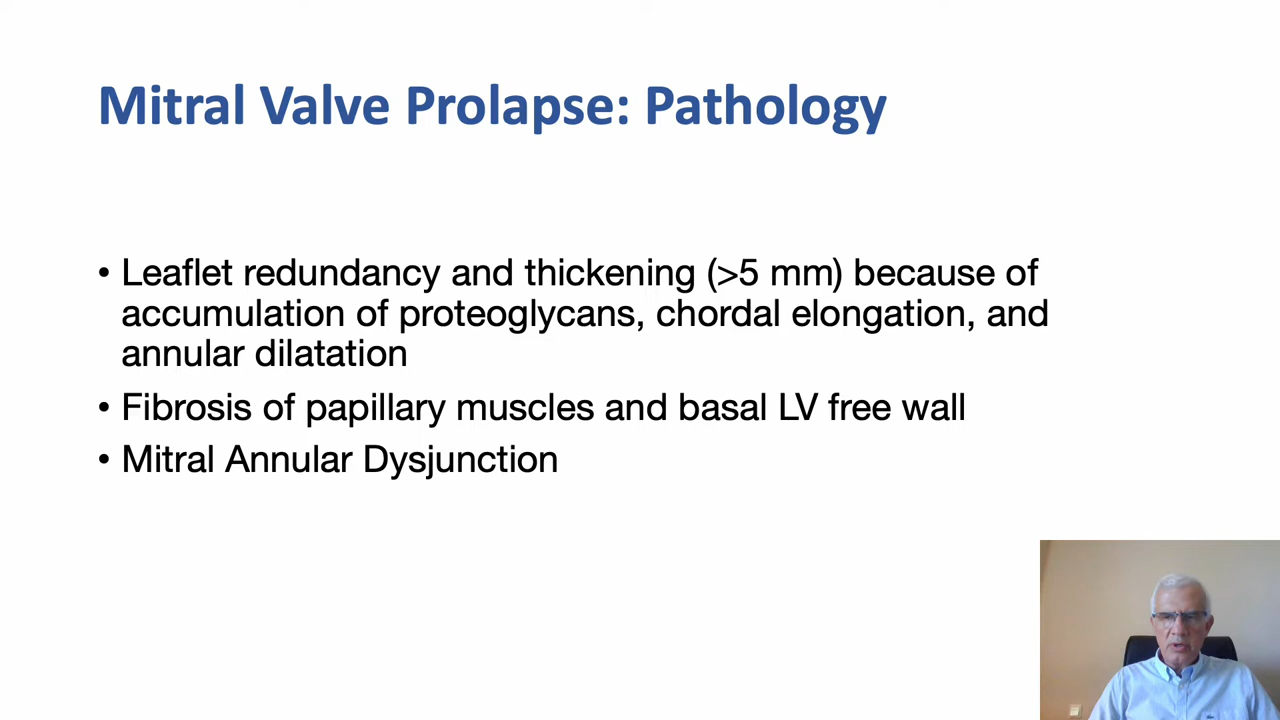 Mitral Valve Prolapse: Pathology
• Leaflet redundancy and thickening (>5 mm) because of
accumulation of proteoglycans, chordal elongation, and
annular dilatation
• Fibrosis of papillary muscles and basal LV free wall
• Mitral Annular Dysjunction